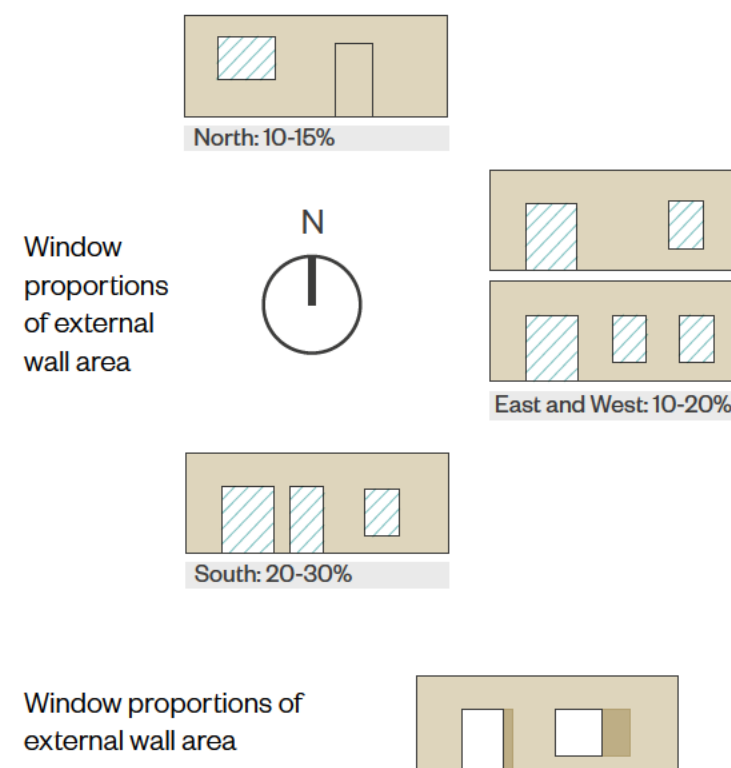 North: 10-15%
N
Window
proportions
of external
wall area
East and West: 10-20%
South: 20-30%
Window proportions of
external wall area